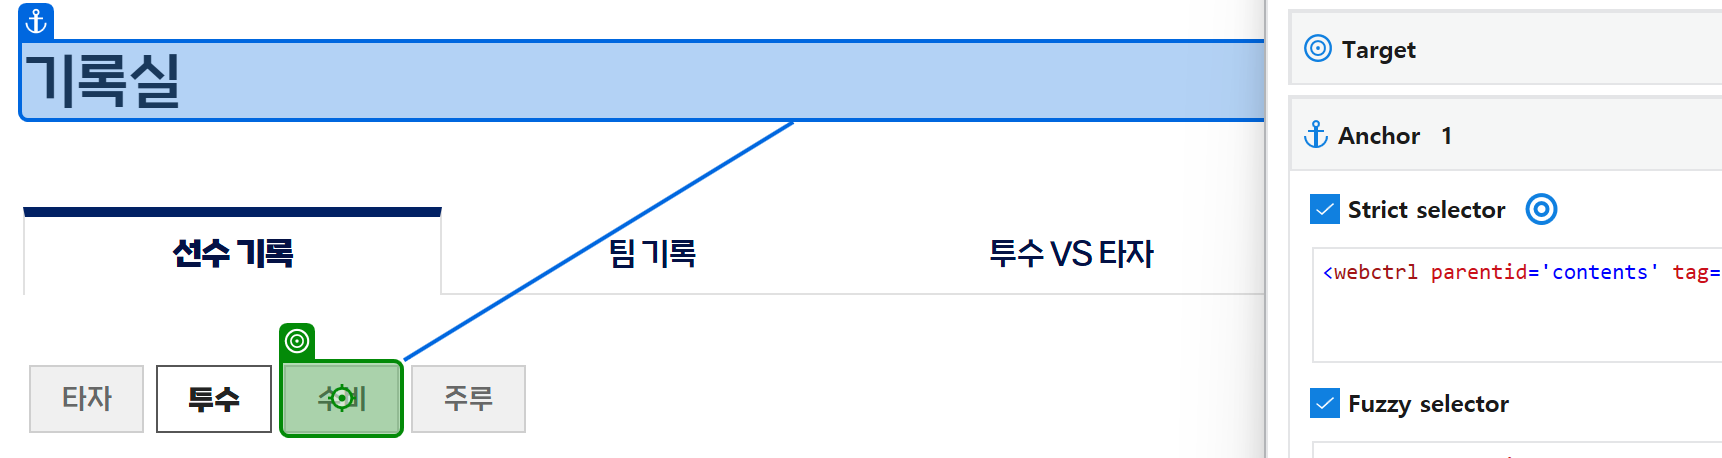 기록실
선수 기록
팀 기록
투수 VS 타자
타자
투수
수비
주루
Target
Anchor 1
Strict selector
<webctrl parentid='contents' tag=
Fuzzy selector